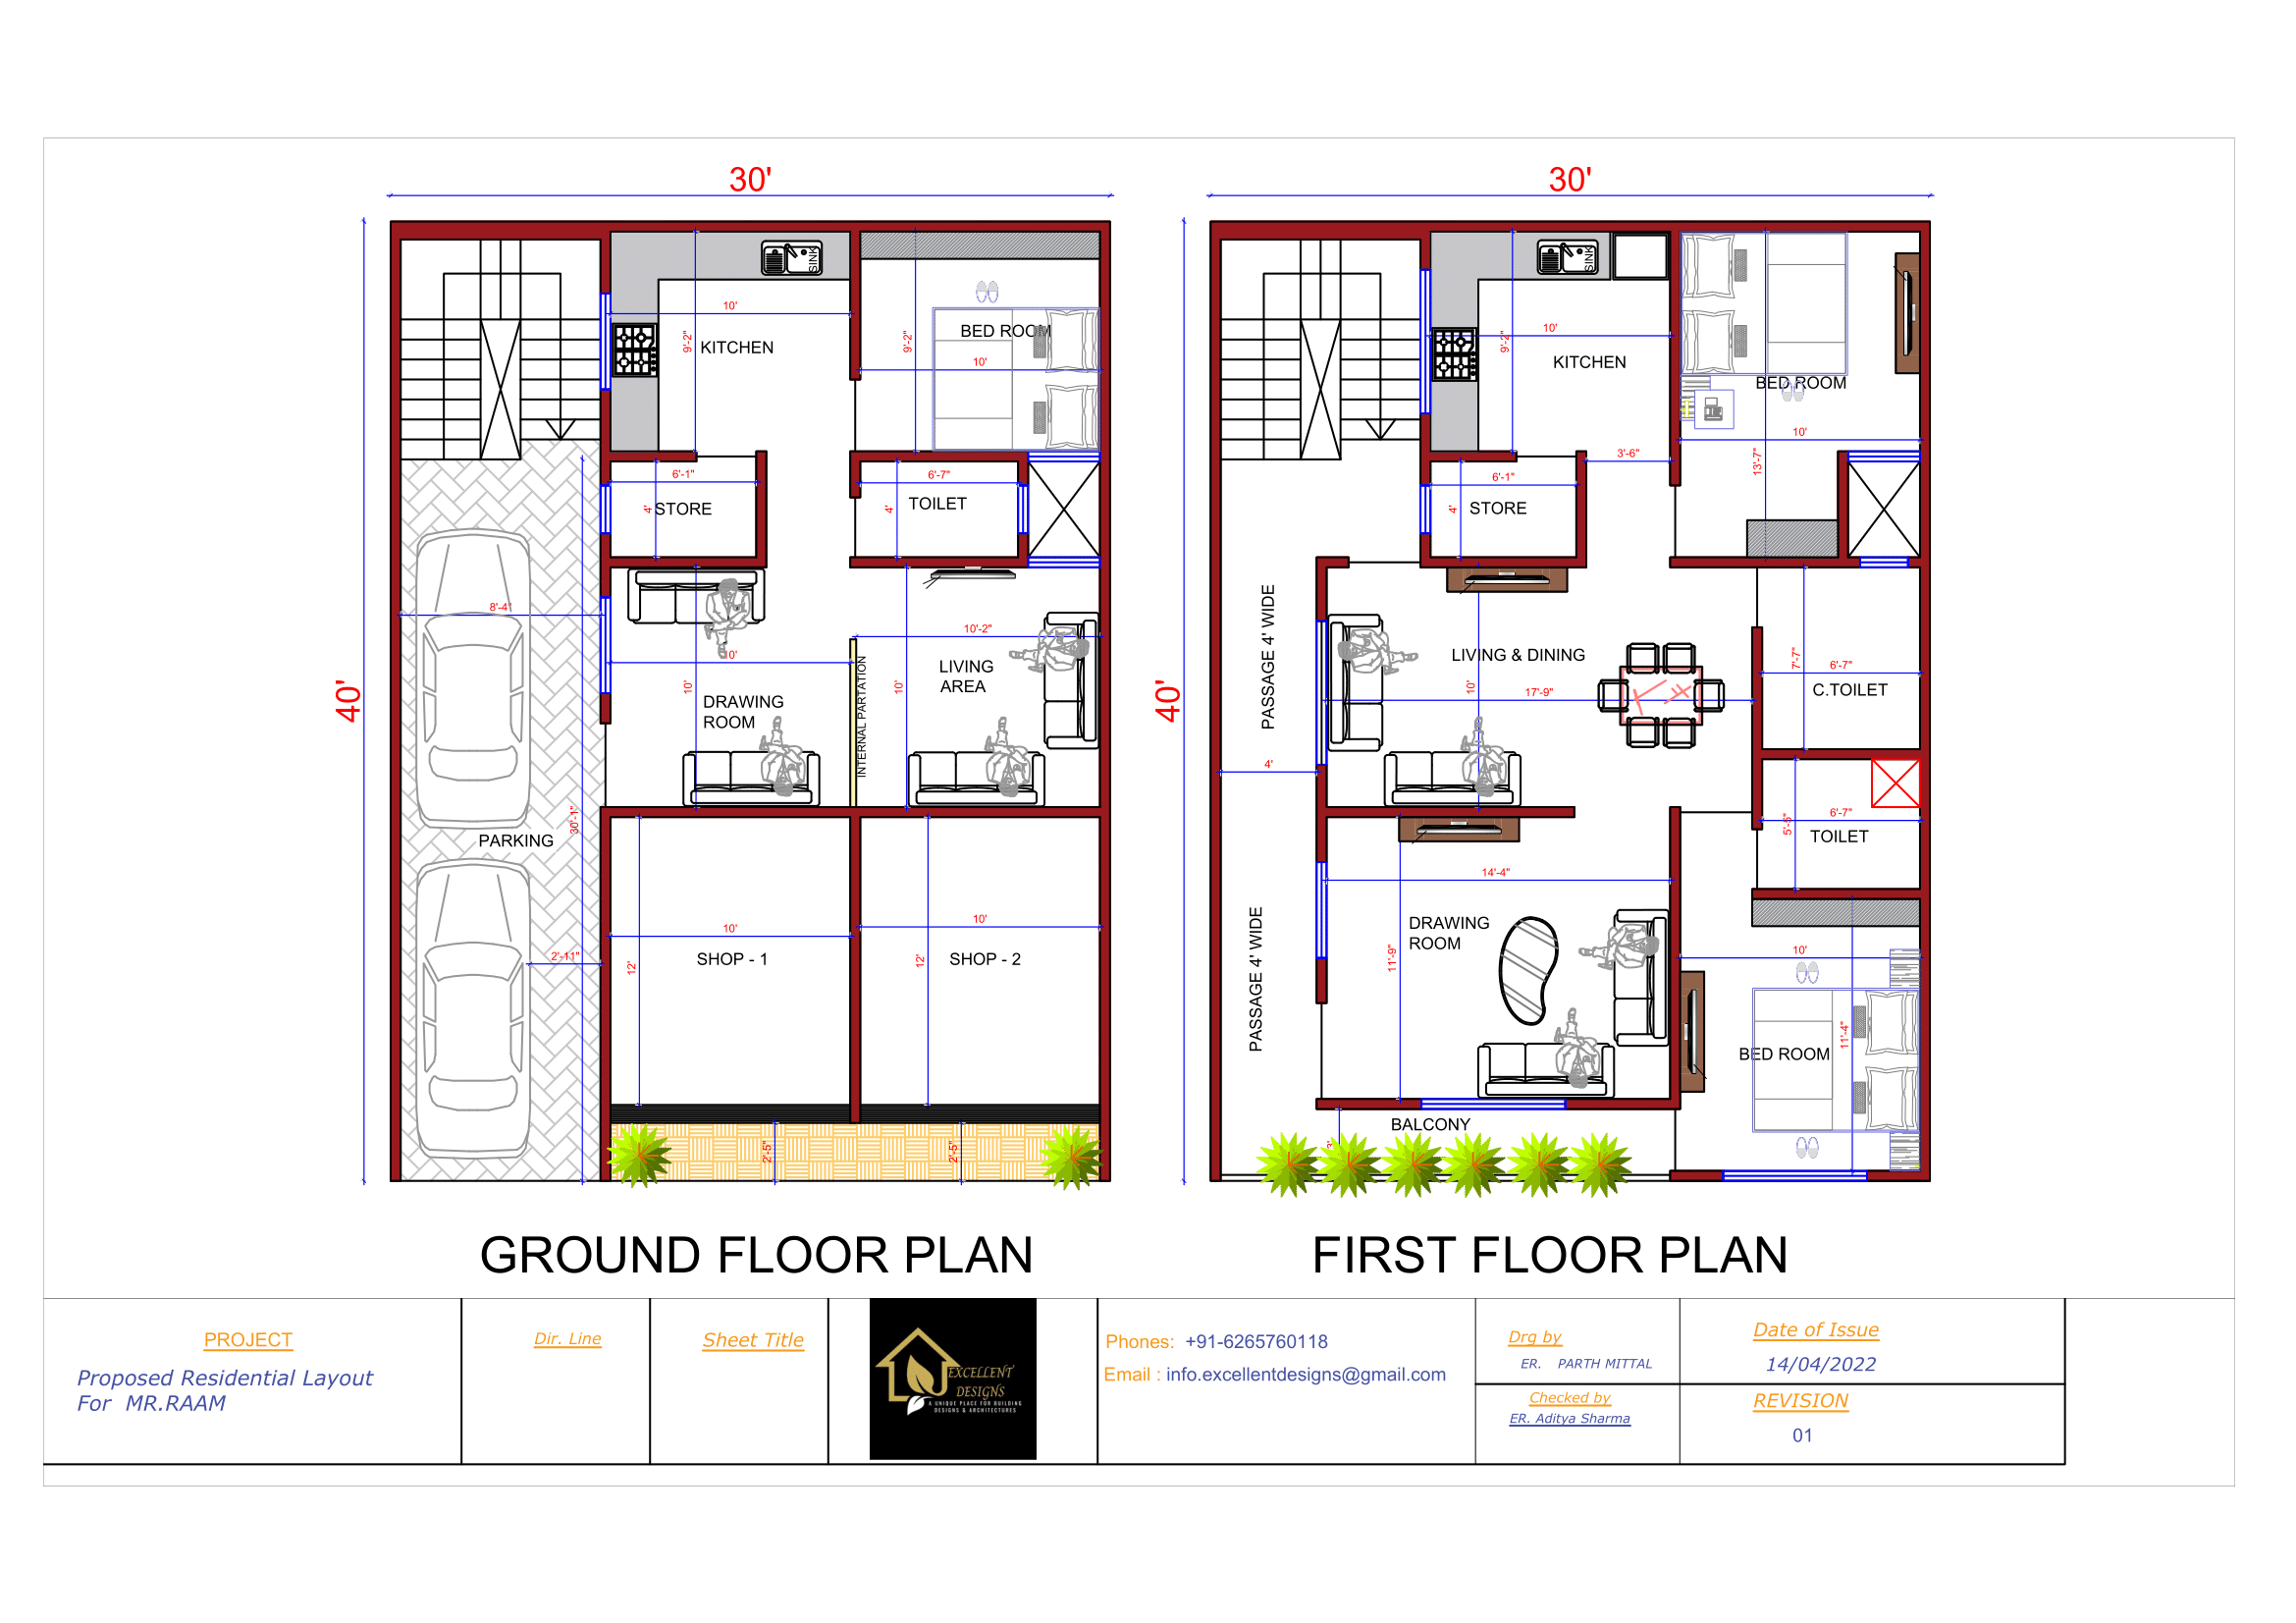 30'
40'
SINK
10'
9'-2"
KITCHEN
9'-2"
BED ROOM
10'
6'-1"
4'
STORE
6'-7"
4'
TOILET
8'-4"
10'
10'
DRAWING
ROOM
INTERNAL PARTATION
10'-2"
10'
LIVING
AREA
PARKING
30'-1"
2'-11"
10'
12'
SHOP - 1
10'
12'
SHOP - 2
2'-5"
2'-5"
GROUND FLOOR PLAN
30'
40'
SINK
10'
9'-2"
KITCHEN
BED ROOM
10'
13'-7"
3'-6"
6'-1"
4'
STORE
PASSAGE 4' WIDE
LIVING & DINING
10'
17'-9"
7'-7"
6'-7"
C.TOILET
4'
5'-5"
6'-7"
TOILET
14'-4"
11'-9"
DRAWING
ROOM
PASSAGE 4' WIDE
10'
11'-4"
BED ROOM
BALCONY
3'
FIRST FLOOR PLAN
PROJECT
Proposed Residential Layout
For MR.RAAM
Dir. Line
Sheet Title
EXCELLENT
DESIGNS
A UNIQUE PLACE FOR BUILDING
DESIGNS & ARCHITECTURES
Phones: +91-6265760118
Email : info.excellentdesigns@gmail.com
Drg by
ER. PARTH MITTAL
Checked by
ER. Aditya Sharma
Date of Issue
14/04/2022
REVISION
01